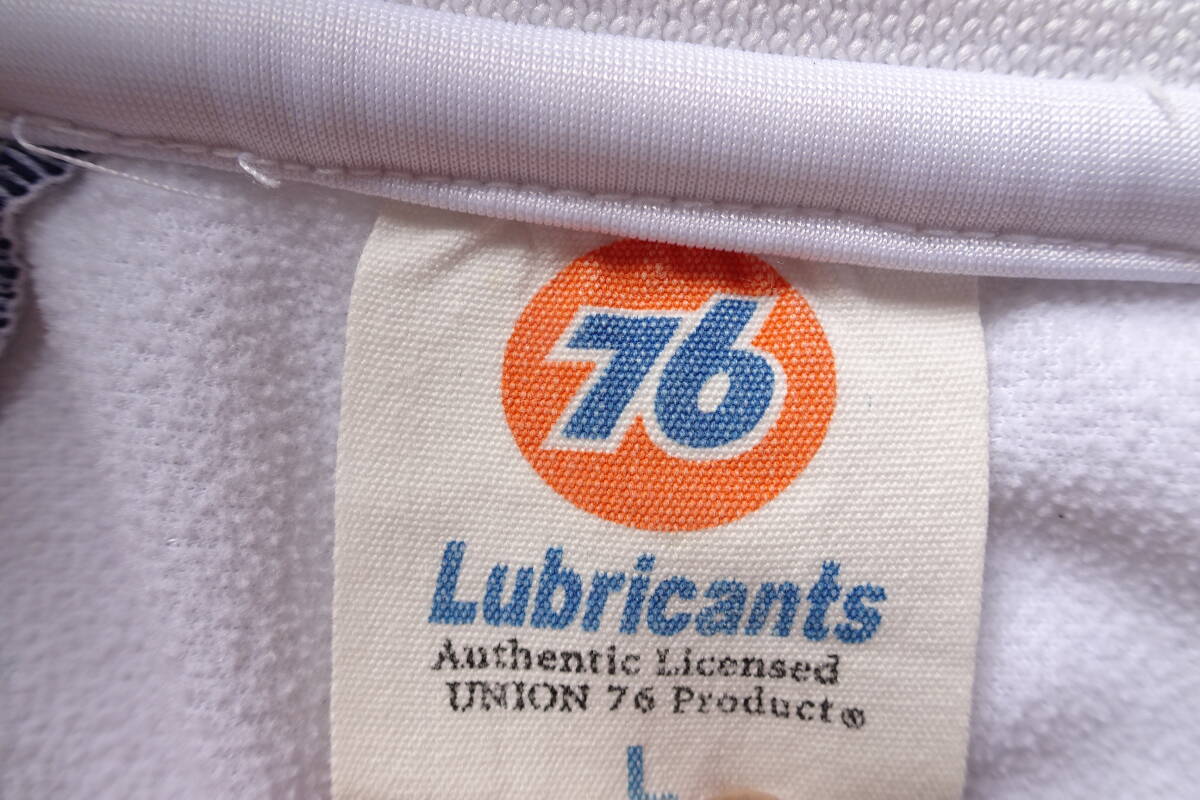 76
Lubricants
Authentic Licensed
UNION 76 Product®
L